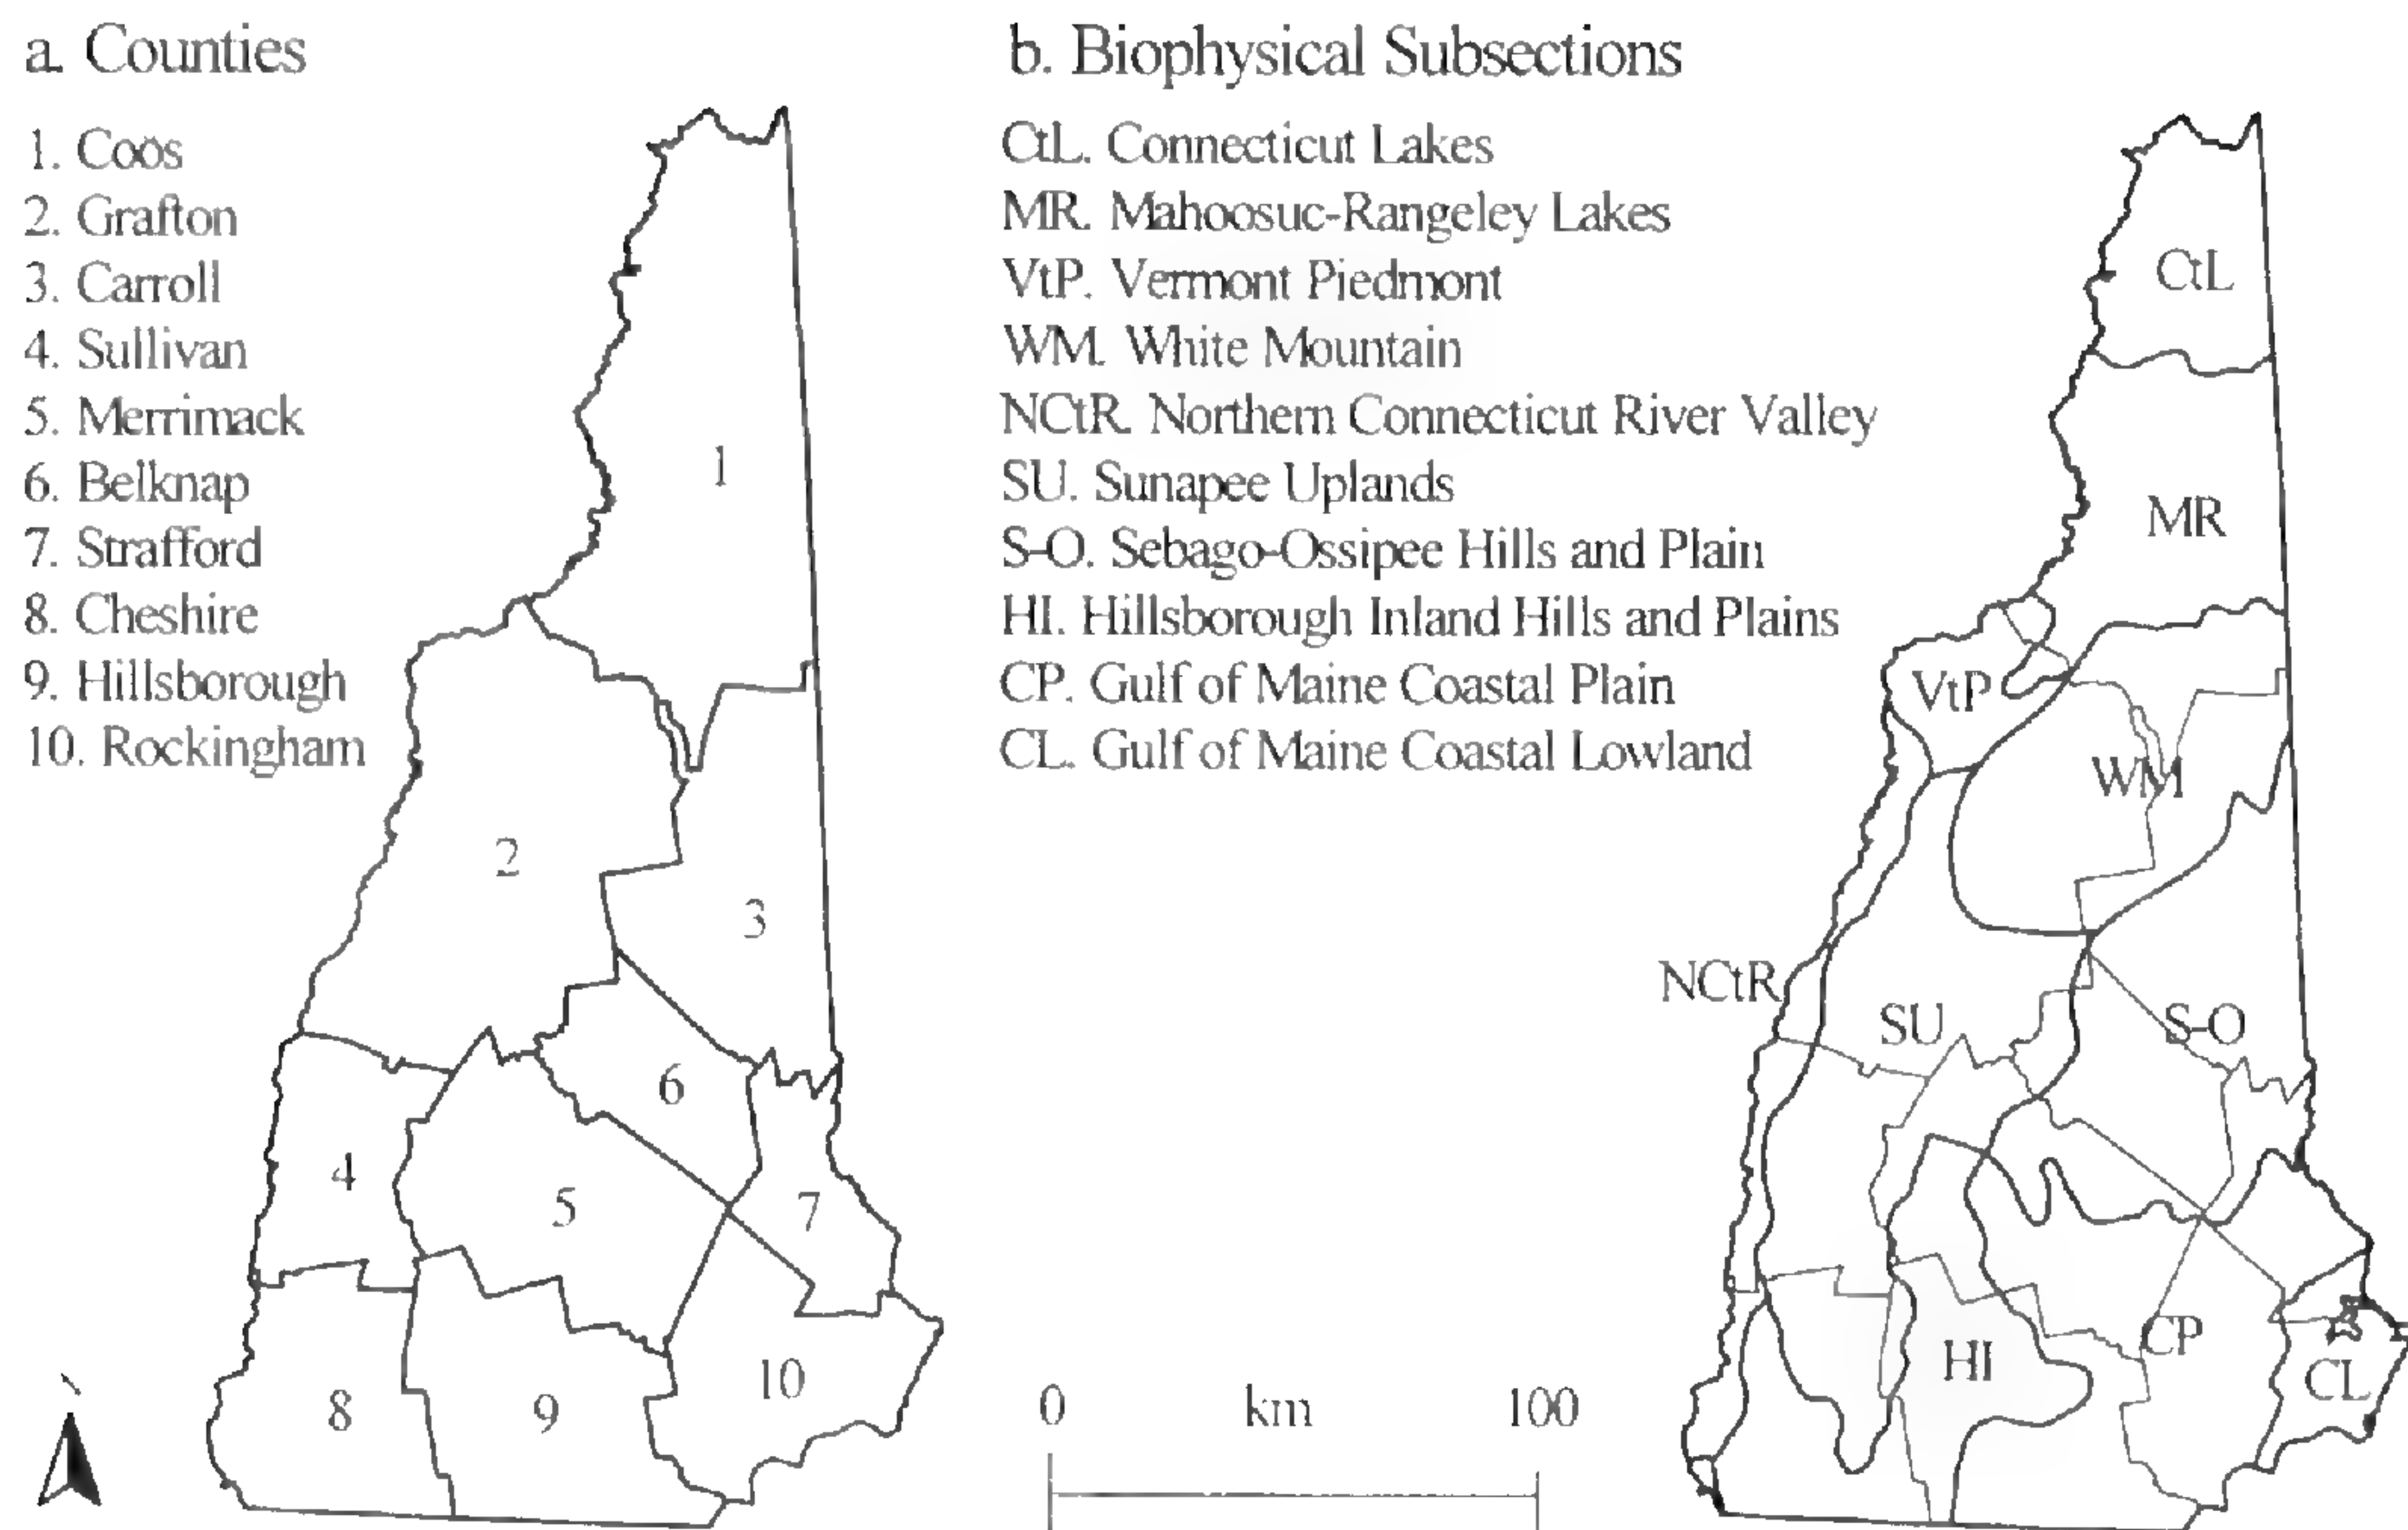 a. Counties
1. Coös
2. Grafton
3. Carroll
4. Sullivan
5. Merrimack
6. Belknap
7. Strafford
8. Cheshire
9. Hillsborough
10. Rockingham
1
2
3
6
4
5
7
8
9
10
b. Biophysical Subsections
CtL. Connecticut Lakes
MR. Mahoosuc-Rangeley Lakes
VtP. Vermont Piedmont
WM. White Mountain
NCtR. Northern Connecticut River Valley
SU. Sunapee Uplands
S-O. Sebago-Ossipee Hills and Plain
HI. Hillsborough Inland Hills and Plains
CP. Gulf of Maine Coastal Plain
CL. Gulf of Maine Coastal Lowland
CtL
MR
VtP
WM
NCtR
SU
S-O
HI
CP
CL
0 km 100